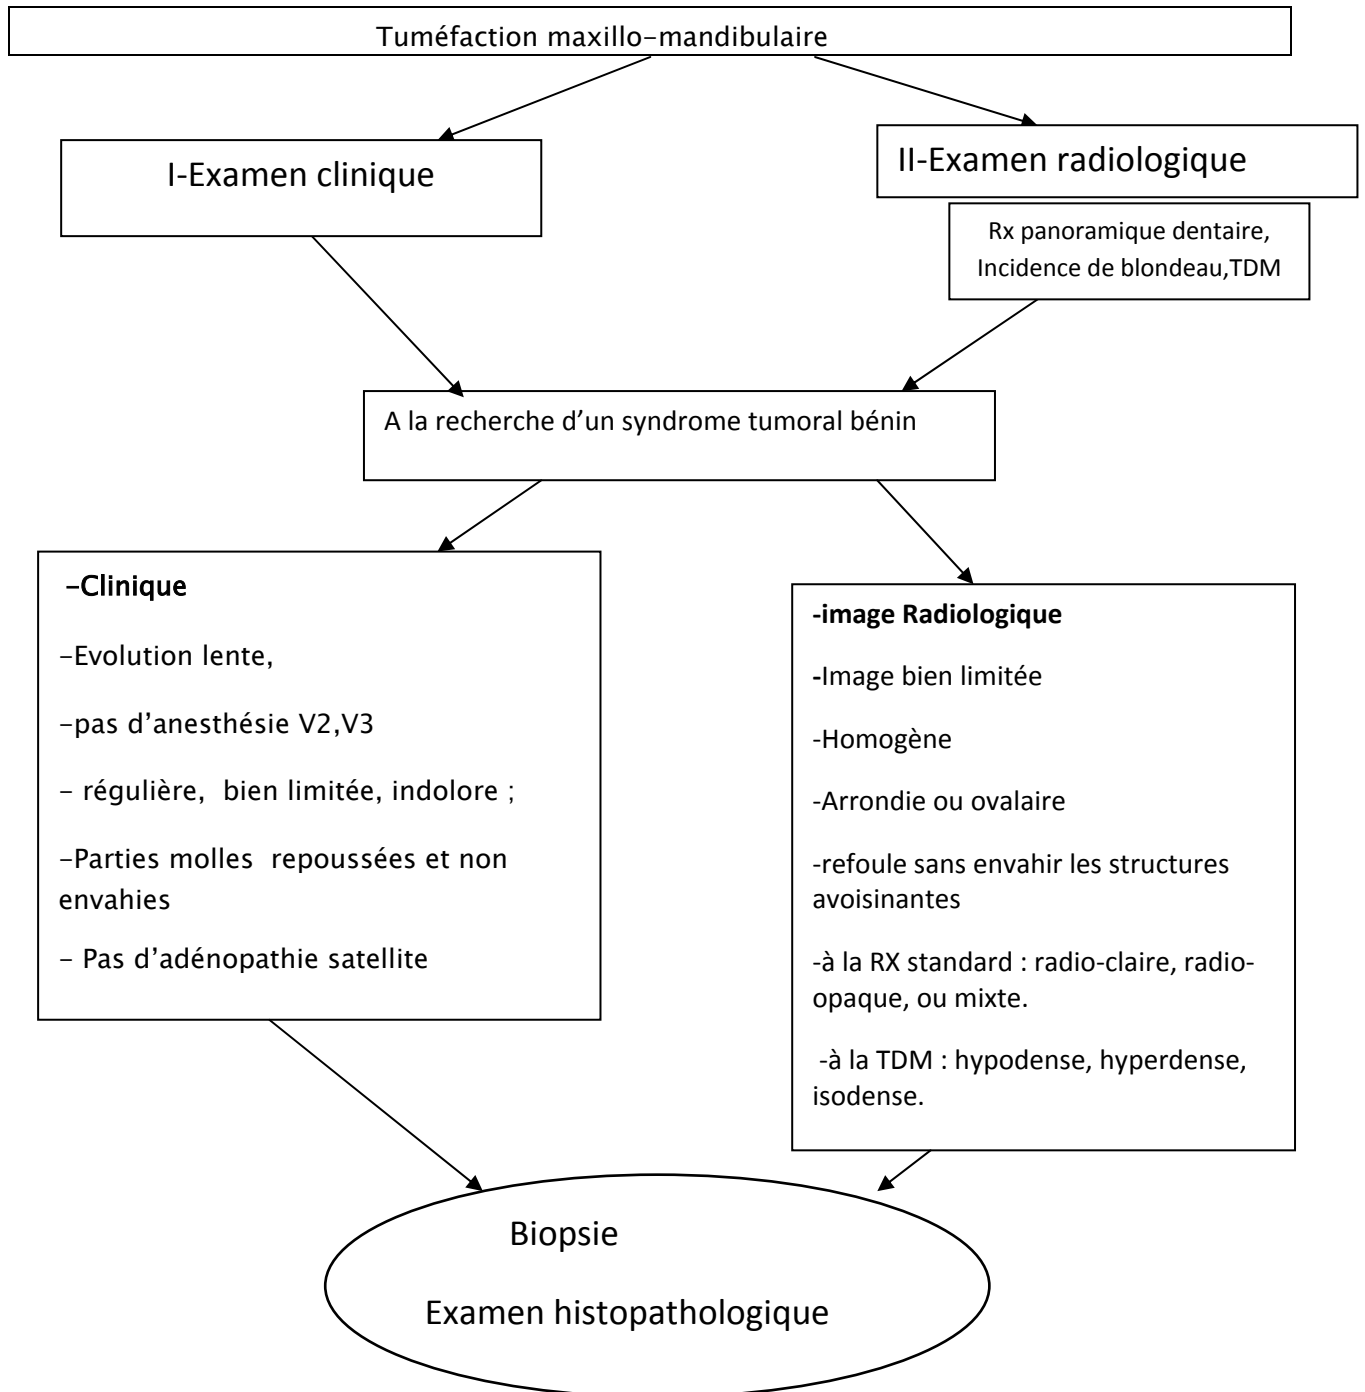 Tuméfaction maxillo-mandibulaire
I-Examen clinique
II-Examen radiologique
Rx panoramique dentaire,
Incidence de blondeau,TDM
A la recherche d’un syndrome tumoral bénin
-Clinique
-Evolution lente,
-pas d’anesthésie V2,V3
- régulière, bien limitée, indolore ;
-Parties molles repoussées et non
envahies
- Pas d’adénopathie satellite
-image Radiologique
-Image bien limitée
-Homogène
-Arrondie ou ovalaire
-refoule sans envahir les structures
avoisinantes
-à la RX standard : radio-claire, radio-
opaque, ou mixte.
-à la TDM : hypodense, hyperdense,
isodense.
Biopsie
Examen histopathologique